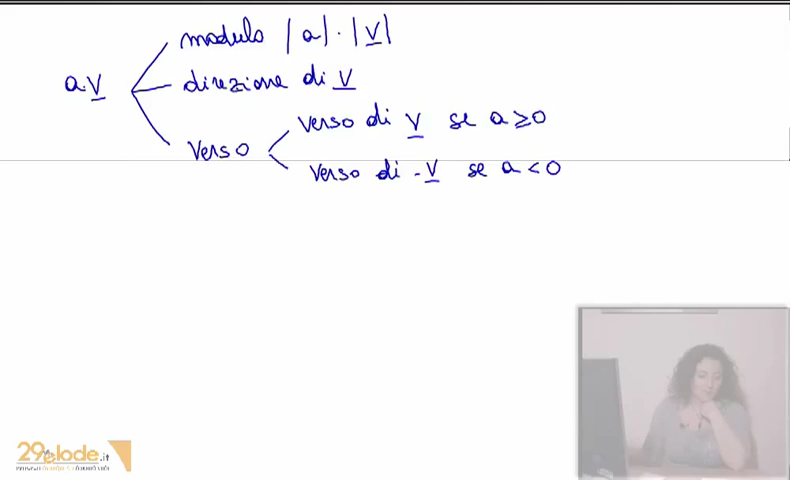 modulo |a|·|v|
a·v
direzione di v
verso di v se a ≥ 0
verso
verso di -v se a < 0
29elode.it